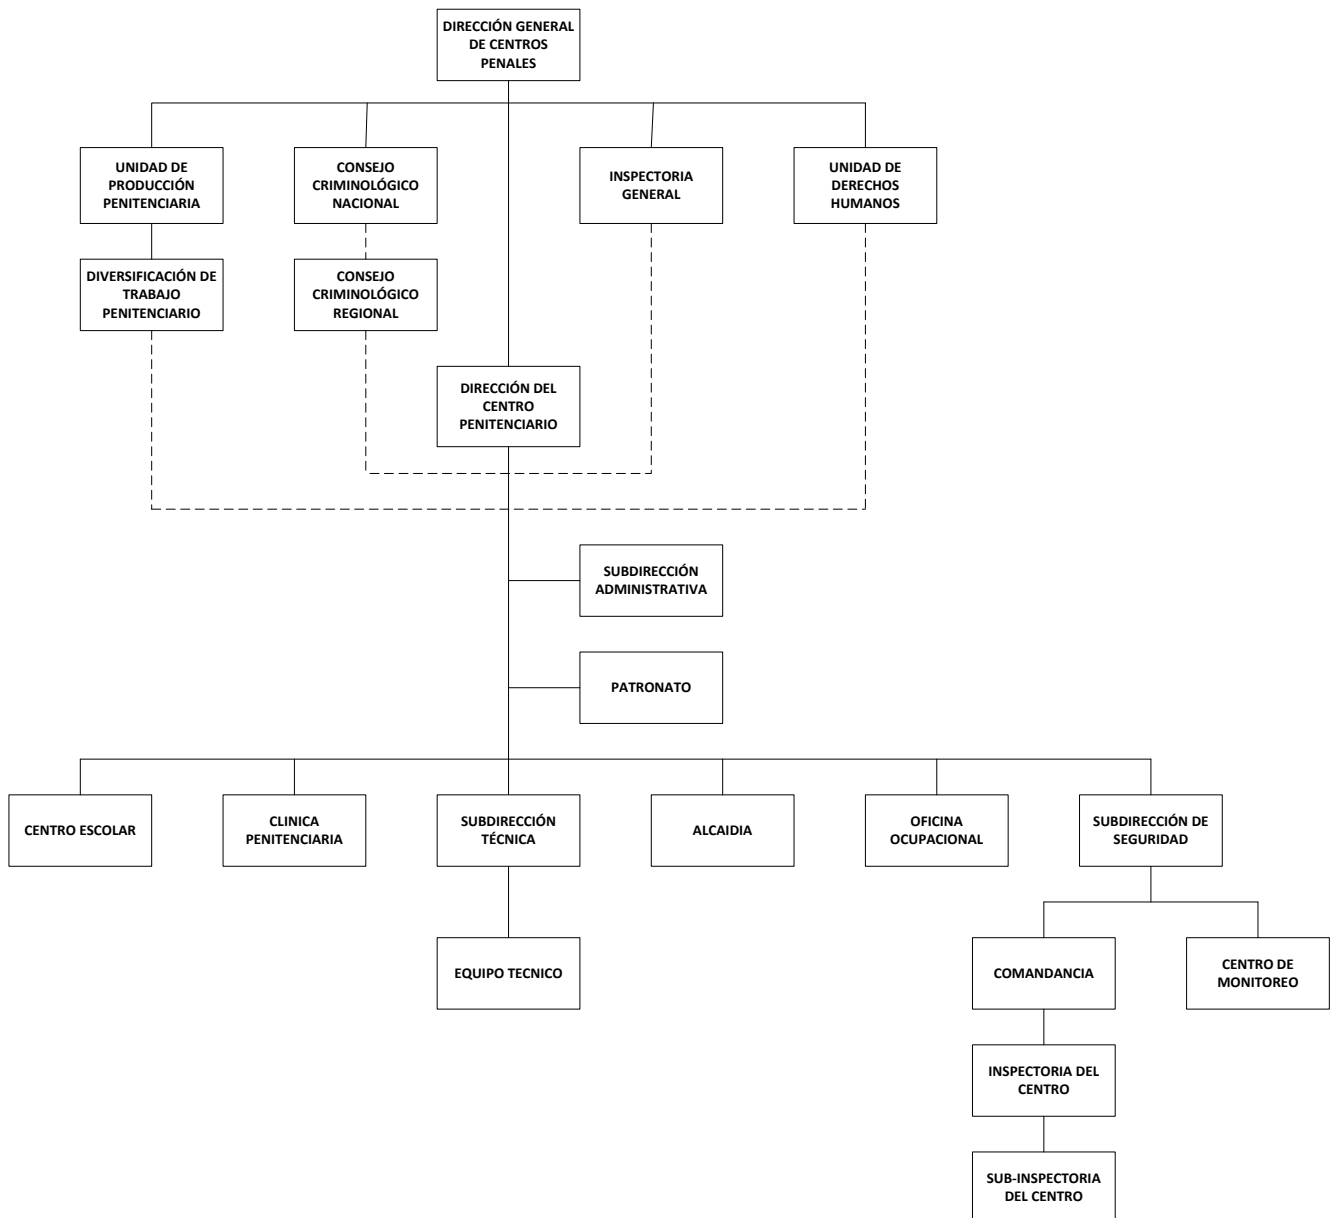 DIRECCIÓN GENERAL
DE CENTROS
PENALES
UNIDAD DE
PRODUCCIÓN
PENITENCIARIA
CONSEJO
CRIMINOLÓGICO
NACIONAL
INSPECTORIA
GENERAL
UNIDAD DE
DERECHOS
HUMANOS
DIVERSIFICACIÓN DE
TRABAJO
PENITENCIARIO
CONSEJO
CRIMINOLÓGICO
REGIONAL
DIRECCIÓN DEL
CENTRO
PENITENCIARIO
SUBDIRECCIÓN
ADMINISTRATIVA
PATRONATO
CENTRO ESCOLAR
CLINICA
PENITENCIARIA
SUBDIRECCIÓN
TÉCNICA
ALCAIDIA
OFICINA
OCUPACIONAL
SUBDIRECCIÓN DE
SEGURIDAD
EQUIPO TECNICO
COMANDANCIA
CENTRO DE
MONITOREO
INSPECTORIA DEL
CENTRO
SUB-INSPECTORIA
DEL CENTRO